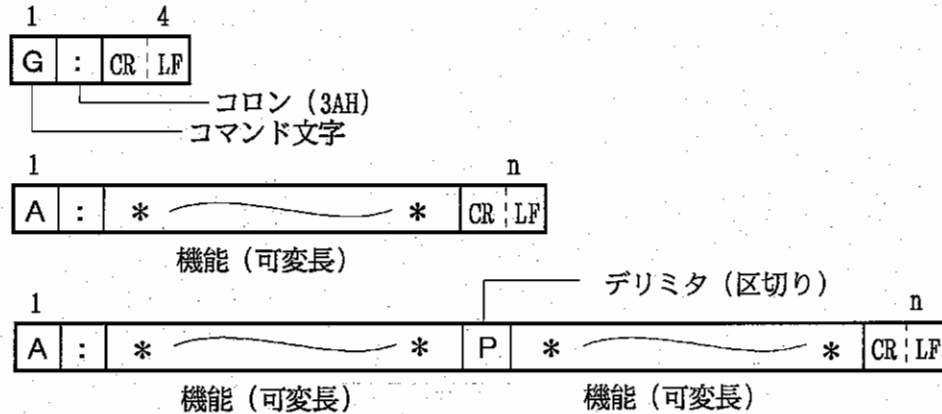 1 4
G : CR LF
コロン (3AH)
コマンド文字
1 n
A : * * CR LF
機能 (可変長)
デリミタ (区切り)
1 n
A : * * P * * CR LF
機能 (可変長) 機能 (可変長)